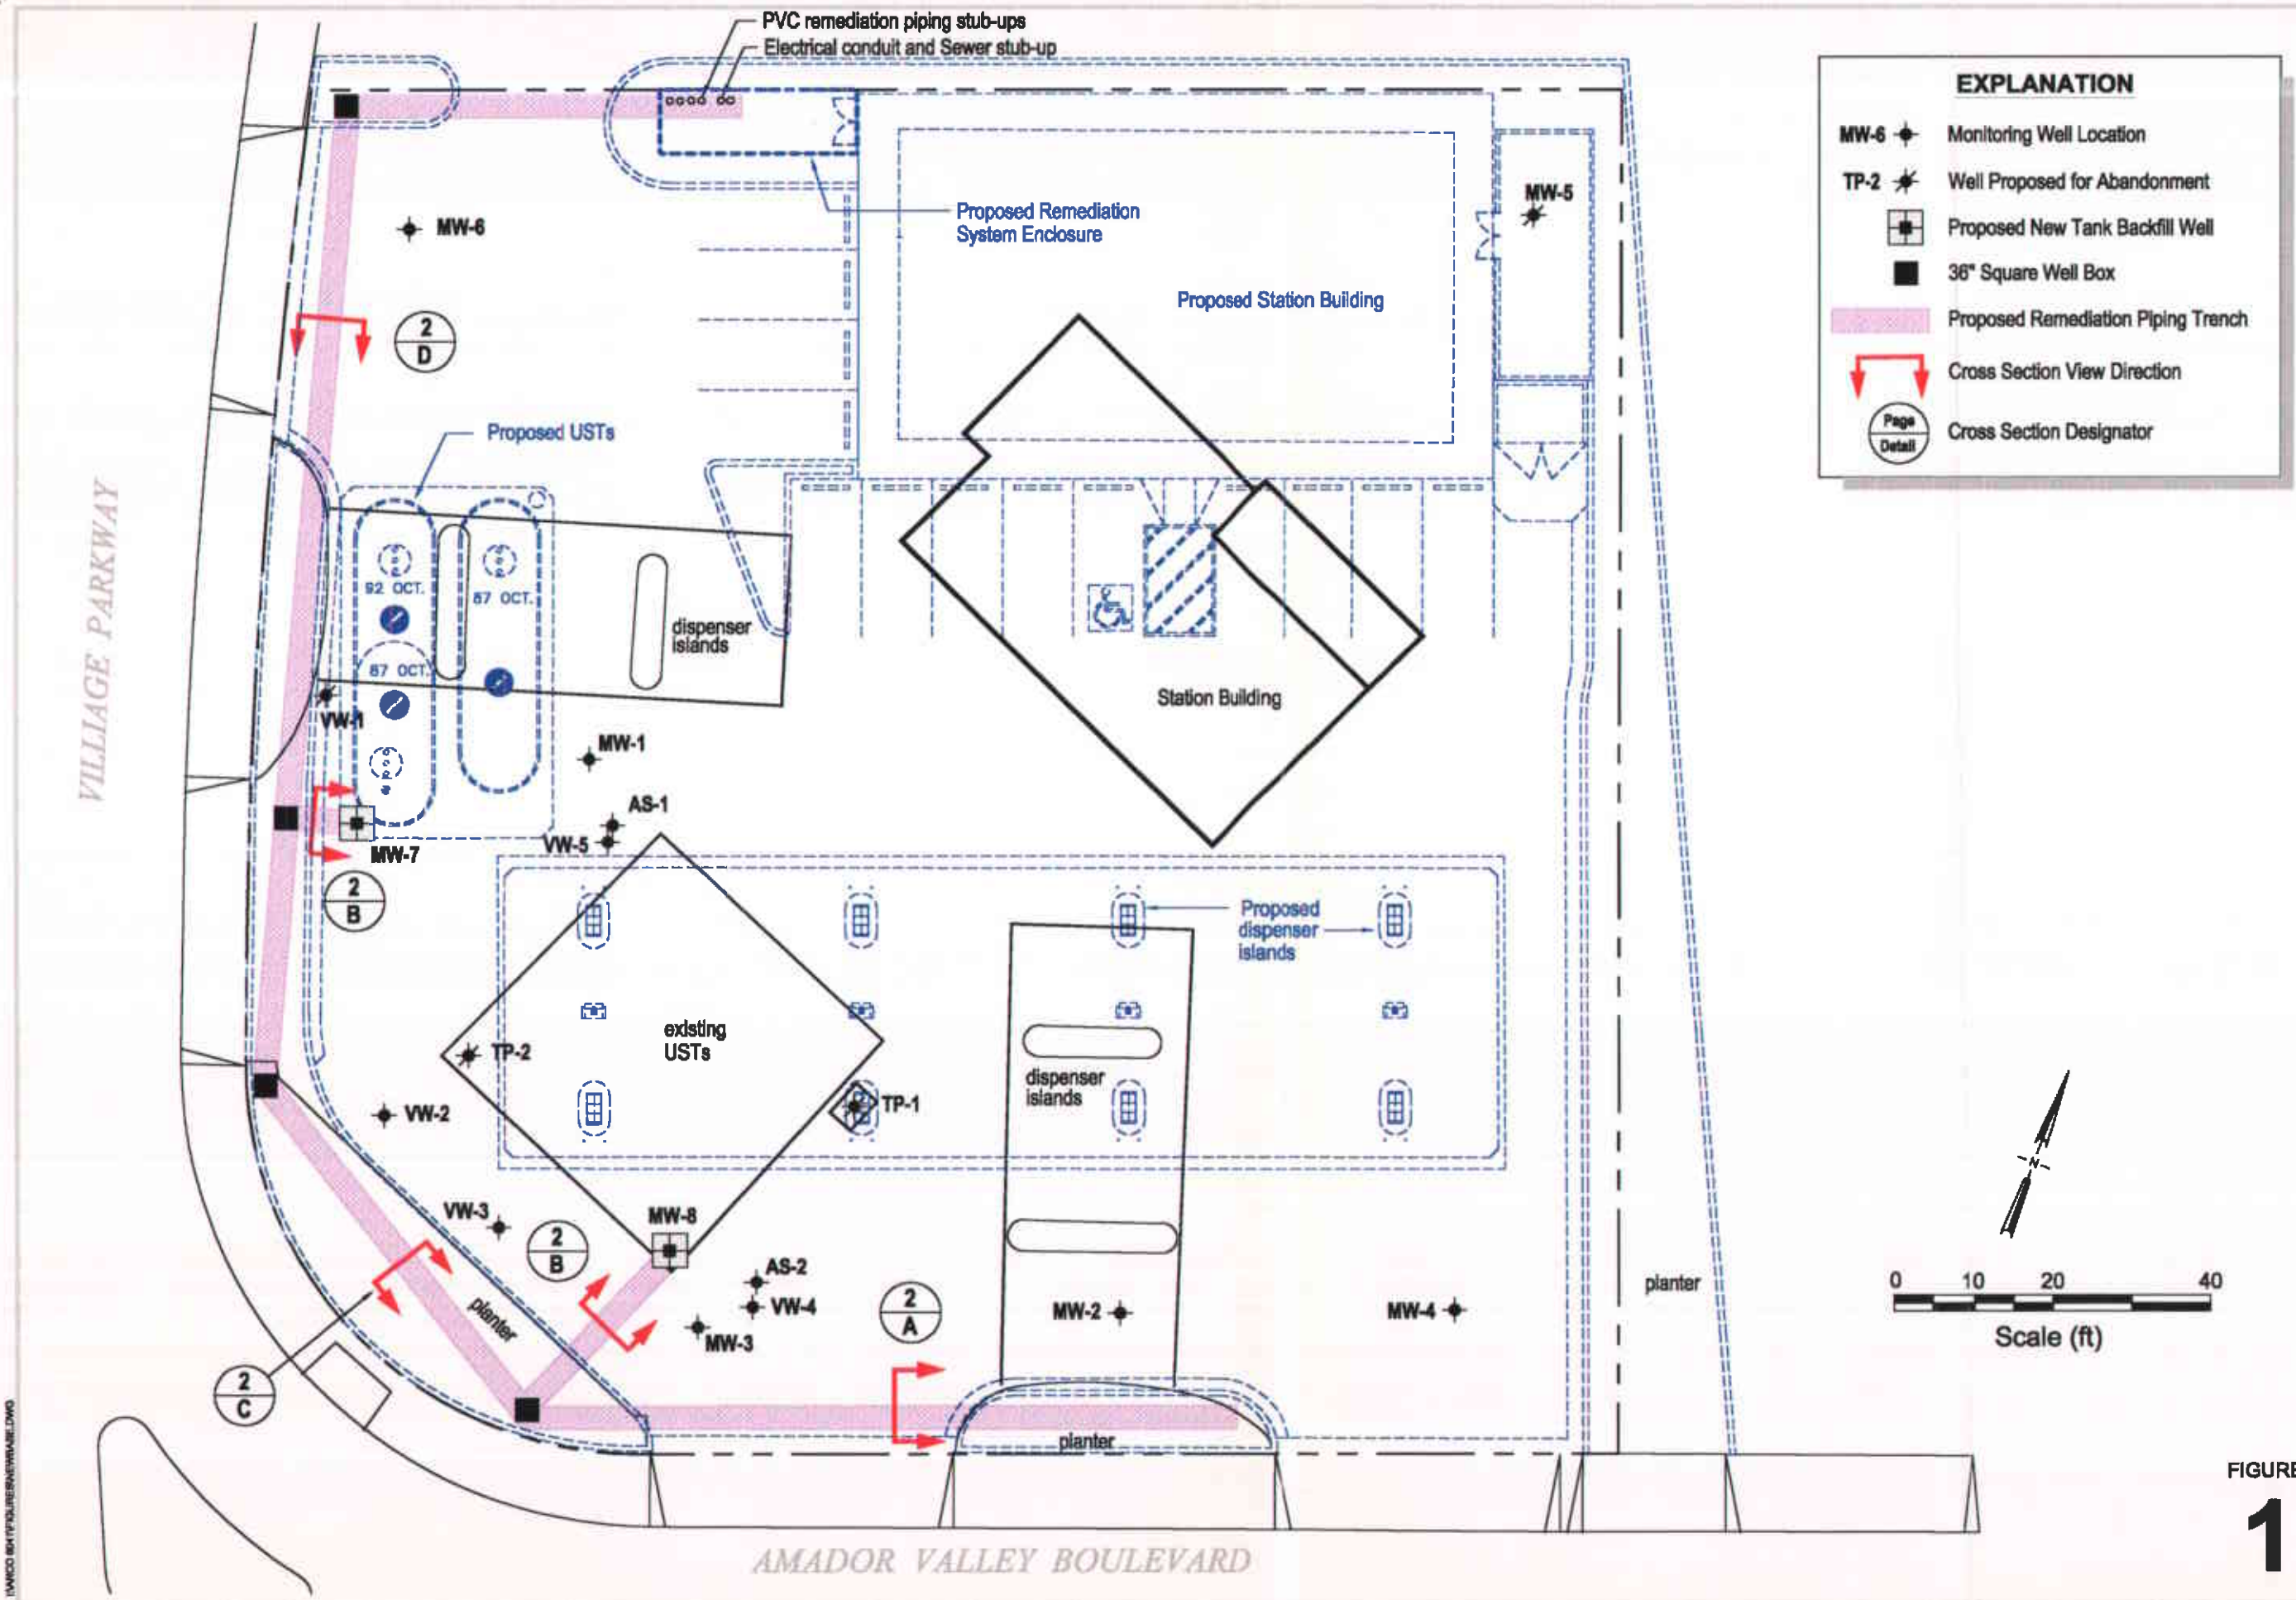 PVC remediation piping stub-ups
Electrical conduit and Sewer stub-up
EXPLANATION
MW-6 Monitoring Well Location
TP-2 Well Proposed for Abandonment
Proposed New Tank Backfill Well
36" Square Well Box
Proposed Remediation Piping Trench
Cross Section View Direction
Page
Detail
Cross Section Designator
MW-5
MW-6
Proposed Remediation
System Enclosure
Proposed Station Building
2
D
Proposed USTs
VILLIAGE PARKWAY
92 OCT.
87 OCT.
87 OCT.
dispenser
islands
Station Building
VW-1
MW-1
AS-1
VW-5
MW-7
2
B
Proposed
dispenser
islands
existing
USTs
TP-2
dispenser
islands
TP-1
VW-2
VW-3
2
B
MW-8
AS-2
VW-4
MW-3
2
A
MW-2
MW-4
planter
N
0 10 20 40
Scale (ft)
planter
2
C
planter
FIGURE
1
AMADOR VALLEY BOULEVARD